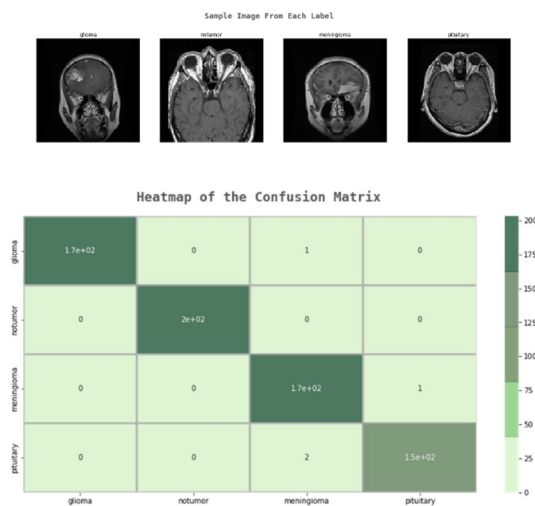 Sample Image From Each Label
glioma notumor meningioma pituitary
Heatmap of the Confusion Matrix
glioma 1.7e+02 0 1 0
notumor 0 2e+02 0 0
meningioma 0 0 1.7e+02 1
pituitary 0 0 2 1.5e+02
glioma notumor meningioma pituitary
200
175
150
125
100
75
50
25
0